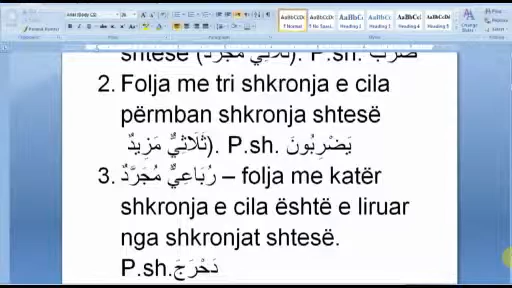 shtesë (ثُلَاثِي مُجَرَّدٌ). P.sh. ضَرَبَ
2. Folja me tri shkronja e cila
përmban shkronja shtesë
ثَلَاثِيٌّ مَزِيدٌ). P.sh. يَضْرِبُونَ
3. رُبَاعِيٌّ مُجَرَّدٌ – folja me katër
shkronja e cila është e liruar
nga shkronjat shtesë.
P.sh. دَحْرَجَ